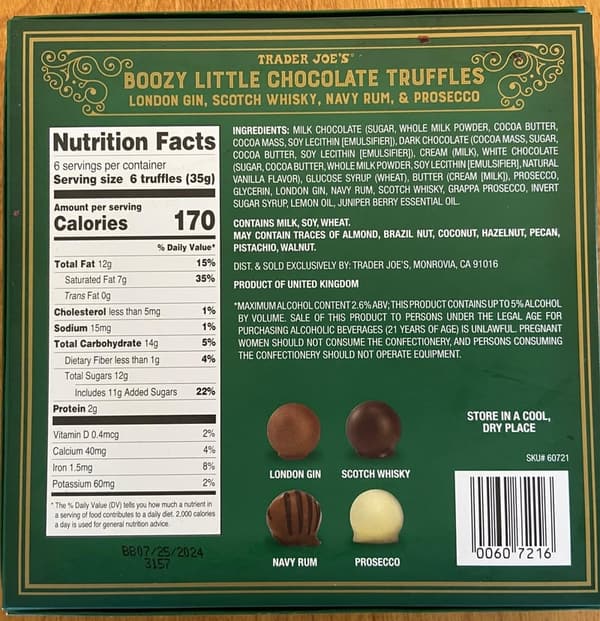 TRADER JOE'S
BOOZY LITTLE CHOCOLATE TRUFFLES
LONDON GIN, SCOTCH WHISKY, NAVY RUM, & PROSECCO
Nutrition Facts
6 servings per container
Serving size 6 truffles (35g)
Amount per serving
Calories 170
% Daily Value*
Total Fat 12g 15%
Saturated Fat 7g 35%
Trans Fat 0g
Cholesterol less than 5mg 1%
Sodium 15mg 1%
Total Carbohydrate 14g 5%
Dietary Fiber less than 1g 4%
Total Sugars 12g
Includes 11g Added Sugars 22%
Protein 2g
Vitamin D 0.4mcg 2%
Calcium 40mg 4%
Iron 1.5mg 8%
Potassium 60mg 2%
* The % Daily Value (DV) tells you how much a nutrient in
a serving of food contributes to a daily diet. 2,000 calories
a day is used for general nutrition advice.
BB07/25/2024
3157
INGREDIENTS: MILK CHOCOLATE (SUGAR, WHOLE MILK POWDER, COCOA BUTTER,
COCOA MASS, SOY LECITHIN [EMULSIFIER]), DARK CHOCOLATE (COCOA MASS, SUGAR,
COCOA BUTTER, SOY LECITHIN [EMULSIFIER]), CREAM (MILK), WHITE CHOCOLATE
(SUGAR, COCOA BUTTER, WHOLE MILK POWDER, SOY LECITHIN [EMULSIFIER], NATURAL
VANILLA FLAVOR), GLUCOSE SYRUP (WHEAT), BUTTER (CREAM [MILK]), PROSECCO,
GLYCERIN, LONDON GIN, NAVY RUM, SCOTCH WHISKY, GRAPPA PROSECCO, INVERT
SUGAR SYRUP, LEMON OIL, JUNIPER BERRY ESSENTIAL OIL.
CONTAINS MILK, SOY, WHEAT.
MAY CONTAIN TRACES OF ALMOND, BRAZIL NUT, COCONUT, HAZELNUT, PECAN,
PISTACHIO, WALNUT.
DIST. & SOLD EXCLUSIVELY BY: TRADER JOE'S, MONROVIA, CA 91016
PRODUCT OF UNITED KINGDOM
*MAXIMUM ALCOHOL CONTENT 2.6% ABV; THIS PRODUCT CONTAINS UP TO 5% ALCOHOL
BY VOLUME. SALE OF THIS PRODUCT TO PERSONS UNDER THE LEGAL AGE FOR
PURCHASING ALCOHOLIC BEVERAGES (21 YEARS OF AGE) IS UNLAWFUL. PREGNANT
WOMEN SHOULD NOT CONSUME THE CONFECTIONERY, AND PERSONS CONSUMING
THE CONFECTIONERY SHOULD NOT OPERATE EQUIPMENT.
LONDON GIN
SCOTCH WHISKY
NAVY RUM
PROSECCO
STORE IN A COOL,
DRY PLACE
SKU# 60721
0060 7216